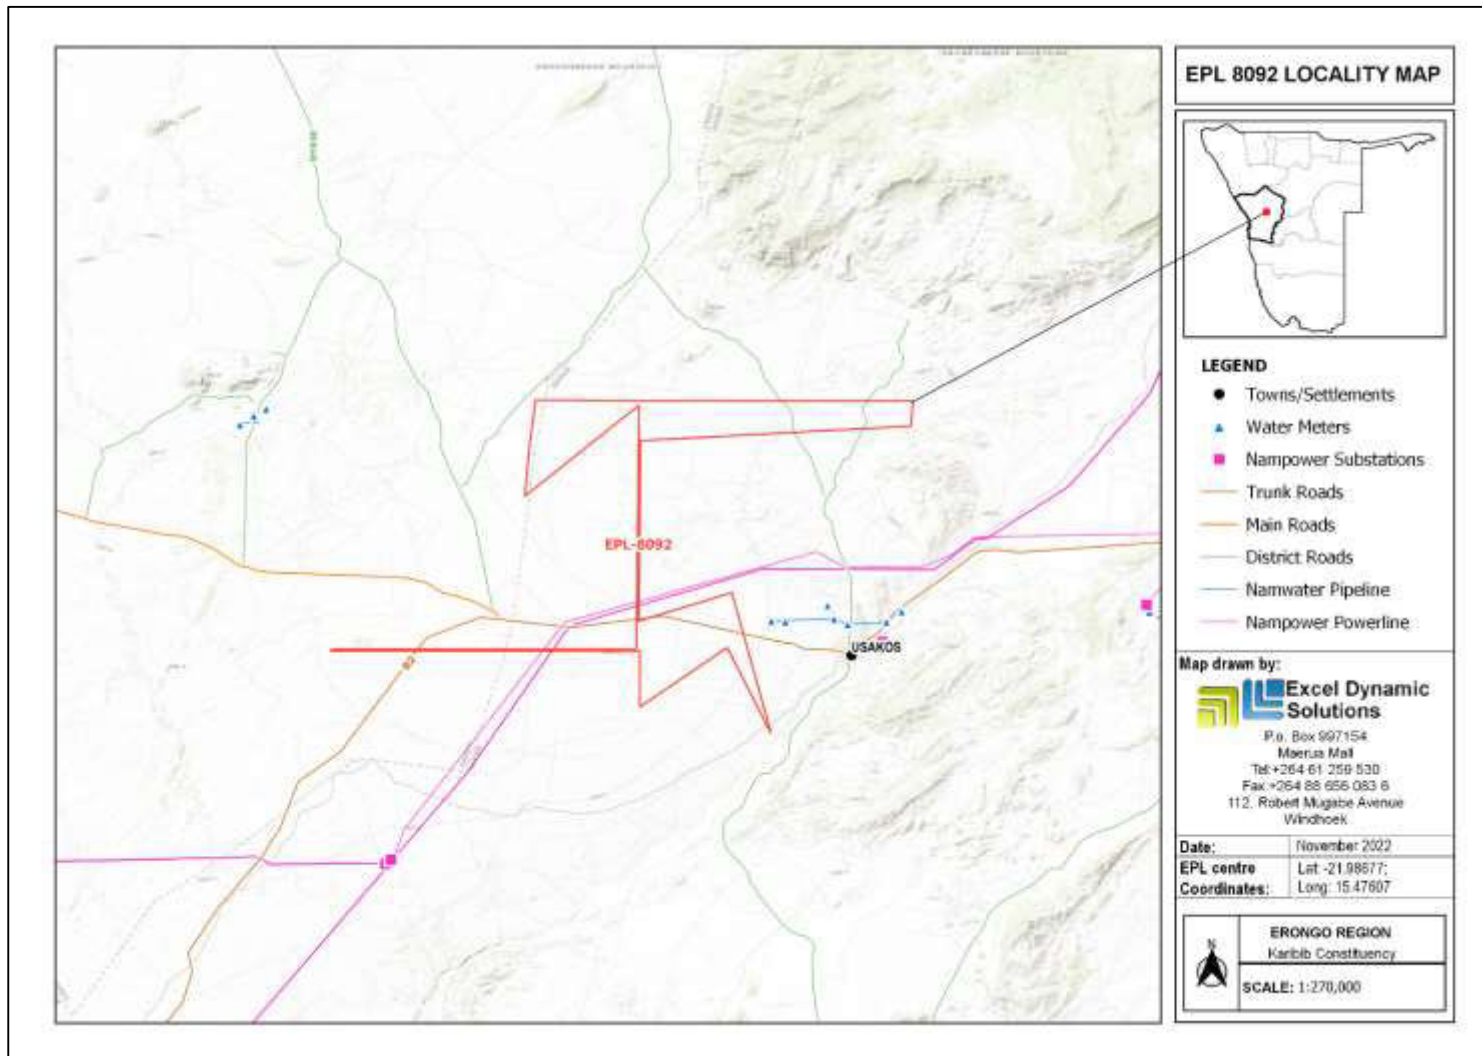 EPL 8092 LOCALITY MAP
EPL-8092
B2
USAKOS
LEGEND
Towns/Settlements
Water Meters
Nampower Substations
Trunk Roads
Main Roads
District Roads
Namwater Pipeline
Nampower Powerline
Map drawn by:
Excel Dynamic
Solutions
P.o. Box 997154
Maerua Mall
Tel:+264 61 259 530
Fax:+264 88 656 083 6
112, Robert Mugabe Avenue
Windhoek
Date: November 2022
EPL centre Lat: -21.98677;
Coordinates: Long: 15.47607
N
ERONGO REGION
Karibib Constituency
SCALE: 1:270,000